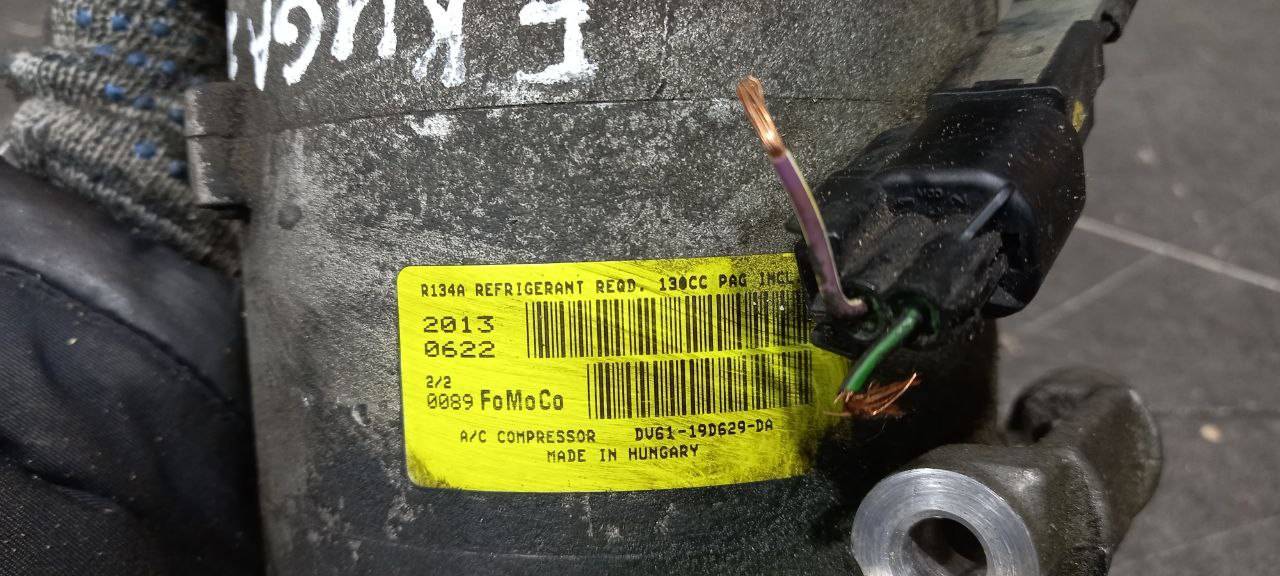 KUGA
R134A REFRIGERANT REQD. 130CC PAG INCL
2013
0622
2/2
0089 FoMoCo
A/C COMPRESSOR DV61-19D629-DA
MADE IN HUNGARY